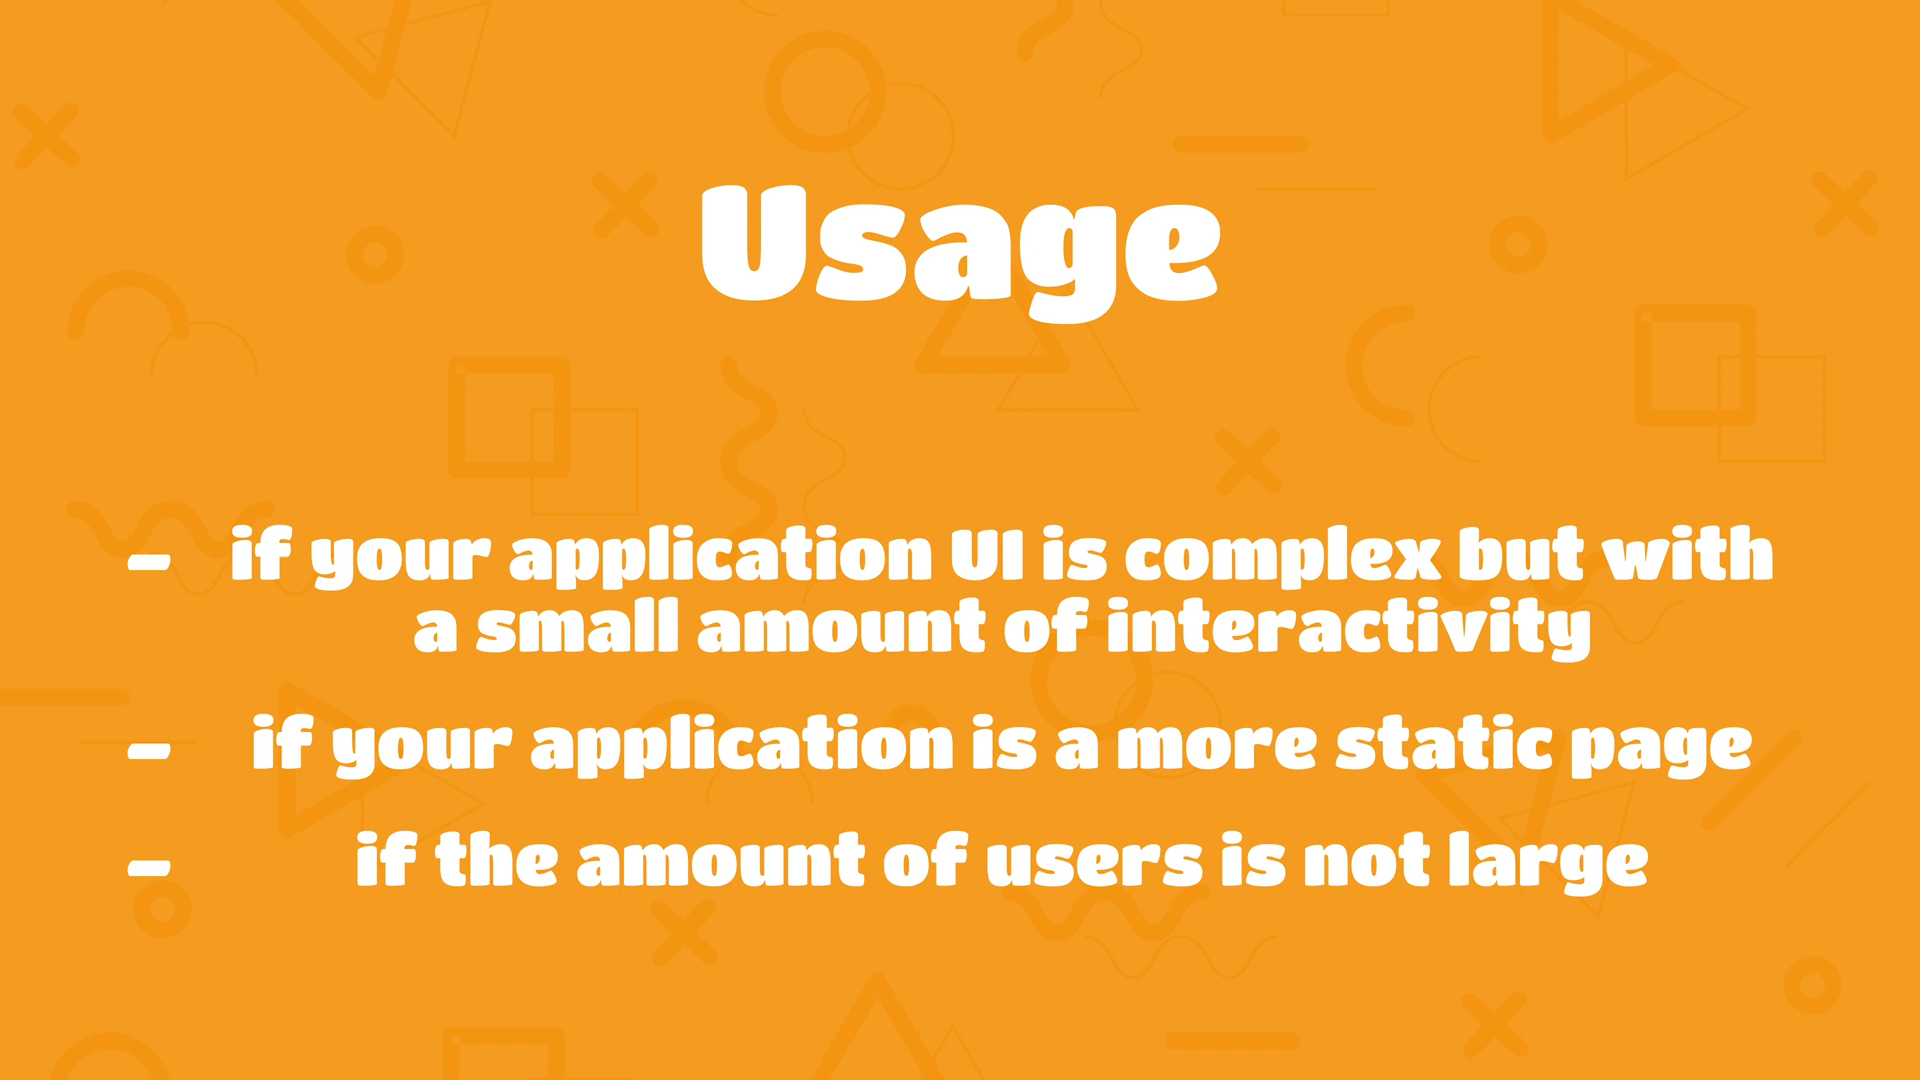 Usage
- if your application UI is complex but with
a small amount of interactivity
- if your application is a more static page
- if the amount of users is not large